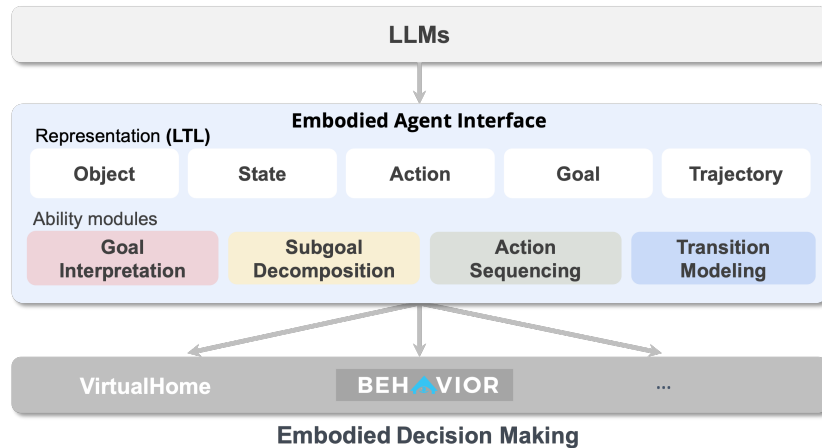 LLMs
Embodied Agent Interface
Representation (LTL)
Object State Action Goal Trajectory
Ability modules
Goal Subgoal Action Transition
Interpretation Decomposition Sequencing Modeling
VirtualHome BEHAVIOR ...
Embodied Decision Making